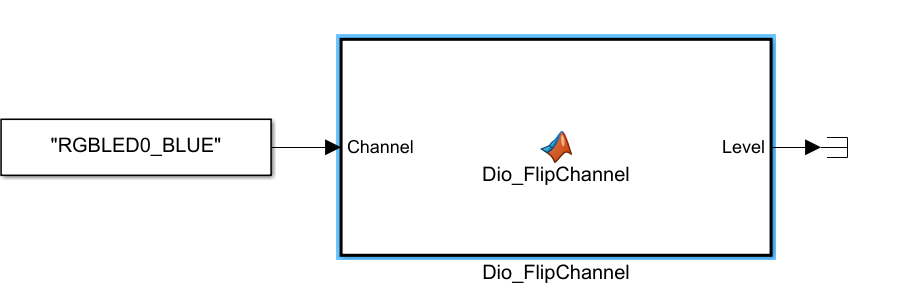 "RGBLED0_BLUE"
Channel
Level
Dio_FlipChannel
Dio_FlipChannel